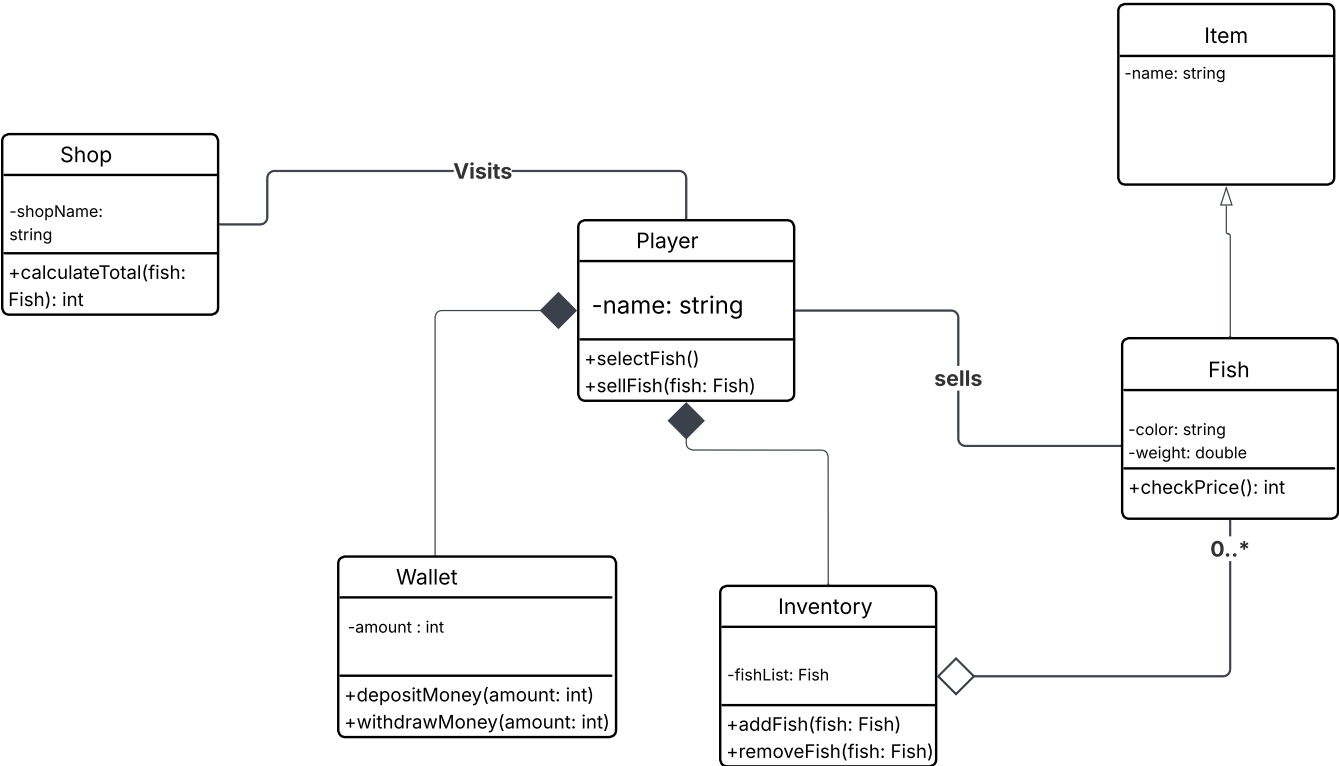 Item
-name: string
Shop
-shopName:
string
+calculateTotal(fish:
Fish): int
Visits
Player
-name: string
+selectFish()
+sellFish(fish: Fish)
sells
Fish
-color: string
-weight: double
+checkPrice(): int
0..*
Wallet
-amount : int
+depositMoney(amount: int)
+withdrawMoney(amount: int)
Inventory
-fishList: Fish
+addFish(fish: Fish)
+removeFish(fish: Fish)